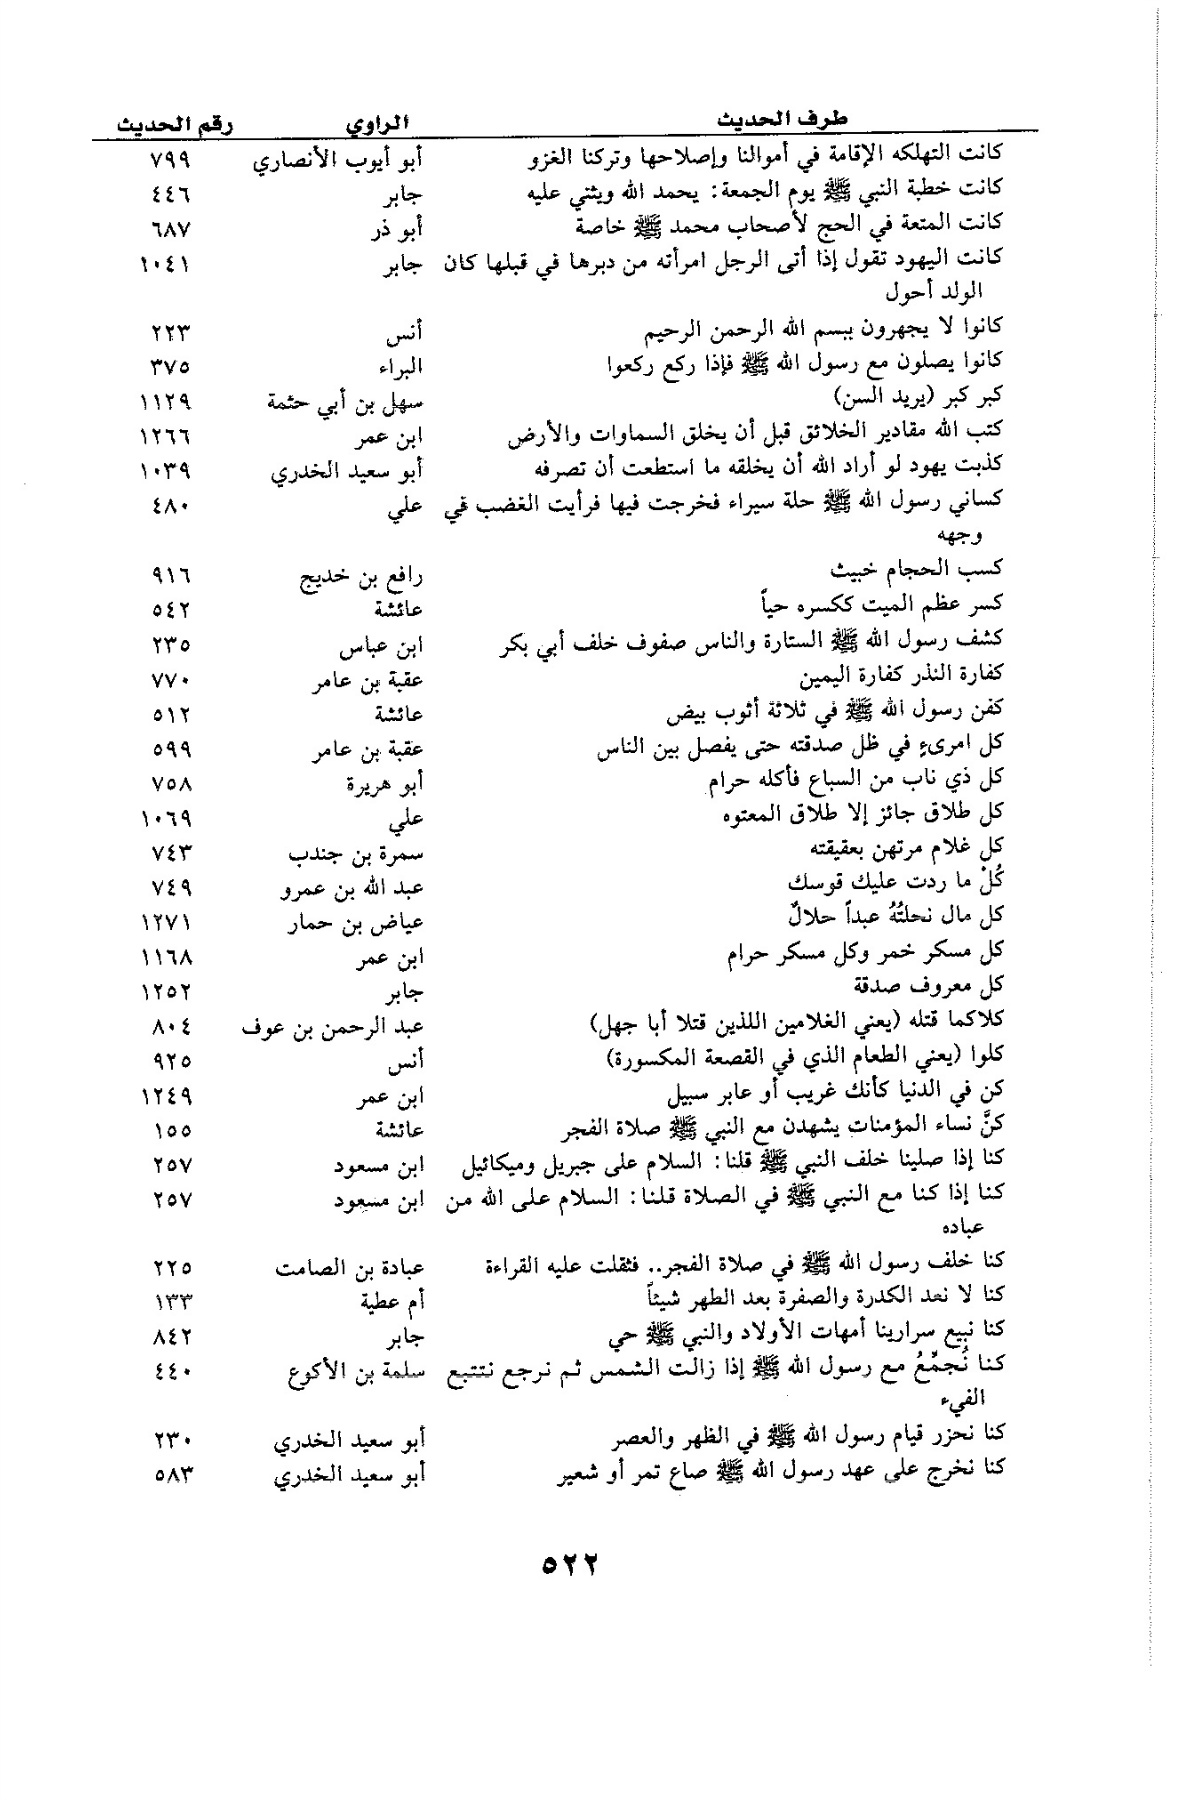 طرف الحديث الراوي رقم الحديث
كانت التهلكه الإقامة في أموالنا وإصلاحها وتركنا الغزو أبو أيوب الأنصاري ٧٩٩
كانت خطبة النبي ﷺ يوم الجمعة: يحمد الله ويثني عليه جابر ٤٤٦
كانت المتعة في الحج لأصحاب محمد ﷺ خاصة أبو ذر ٦٨٧
كانت اليهود تقول إذا أتى الرجل امرأته من دبرها في قبلها كان جابر ١٠٤١
الولد أحول
كانوا لا يجهرون ببسم الله الرحمن الرحيم أنس ٢٢٣
كانوا يصلون مع رسول الله ﷺ فإذا ركع ركعوا البراء ٣٧٥
كبر كبر (يريد السن) سهل بن أبي حثمة ١١٢٩
كتب الله مقادير الخلائق قبل أن يخلق السماوات والأرض ابن عمر ١٢٦٦
كذبت يهود لو أراد الله أن يخلقه ما استطعت أن تصرفه أبو سعيد الخدري ١٠٣٩
كساني رسول الله ﷺ حلة سيراء فخرجت فيها فرأيت الغضب في علي ٤٨٠
وجهه
كسب الحجام خبيث رافع بن خديج ٩١٦
كسر عظم الميت ككسره حياً عائشة ٥٤٢
كشف رسول الله ﷺ الستارة والناس صفوف خلف أبي بكر ابن عباس ٢٣٥
كفارة النذر كفارة اليمين عقبة بن عامر ٧٧٠
كفن رسول الله ﷺ في ثلاثة أثوب بيض عائشة ٥١٢
كل امرىءٍ في ظل صدقته حتى يفصل بين الناس عقبة بن عامر ٥٩٩
كل ذي ناب من السباع فأكله حرام أبو هريرة ٧٥٨
كل طلاق جائز إلا طلاق المعتوه علي ١٠٦٩
كل غلام مرتهن بعقيقته سمرة بن جندب ٧٤٣
كُلْ ما ردت عليك قوسك عبد الله بن عمرو ٧٤٩
كل مال نحلتُهُ عبداً حلالٌ عياض بن حمار ١٢٧١
كل مسكر خمر وكل مسكر حرام ابن عمر ١١٦٨
كل معروف صدقة جابر ١٢٥٢
كلاكما قتله (يعني الغلامين اللذين قتلا أبا جهل) عبد الرحمن بن عوف ٨٠٤
كلوا (يعني الطعام الذي في القصعة المكسورة) أنس ٩٢٥
كن في الدنيا كأنك غريب أو عابر سبيل ابن عمر ١٢٤٩
كنَّ نساء المؤمنات يشهدن مع النبي ﷺ صلاة الفجر عائشة ١٥٥
كنا إذا صلينا خلف النبي ﷺ قلنا: السلام على جبريل وميكائيل ابن مسعود ٢٥٧
كنا إذا كنا مع النبي ﷺ في الصلاة قلنا: السلام على الله من ابن مسعود ٢٥٧
عباده
كنا خلف رسول الله ﷺ في صلاة الفجر.. فثقلت عليه القراءة عبادة بن الصامت ٢٢٥
كنا لا نعد الكدرة والصفرة بعد الطهر شيئاً أم عطية ١٣٣
كنا نبيع سرارينا أمهات الأولاد والنبي ﷺ حي جابر ٨٤٢
كنا نُجمِّعُ مع رسول الله ﷺ إذا زالت الشمس ثم نرجع نتتبع سلمة بن الأكوع ٤٤٠
الفيء
كنا نحزر قيام رسول الله ﷺ في الظهر والعصر أبو سعيد الخدري ٢٣٠
كنا نخرج على عهد رسول الله ﷺ صاع تمر أو شعير أبو سعيد الخدري ٥٨٣
٥٢٢